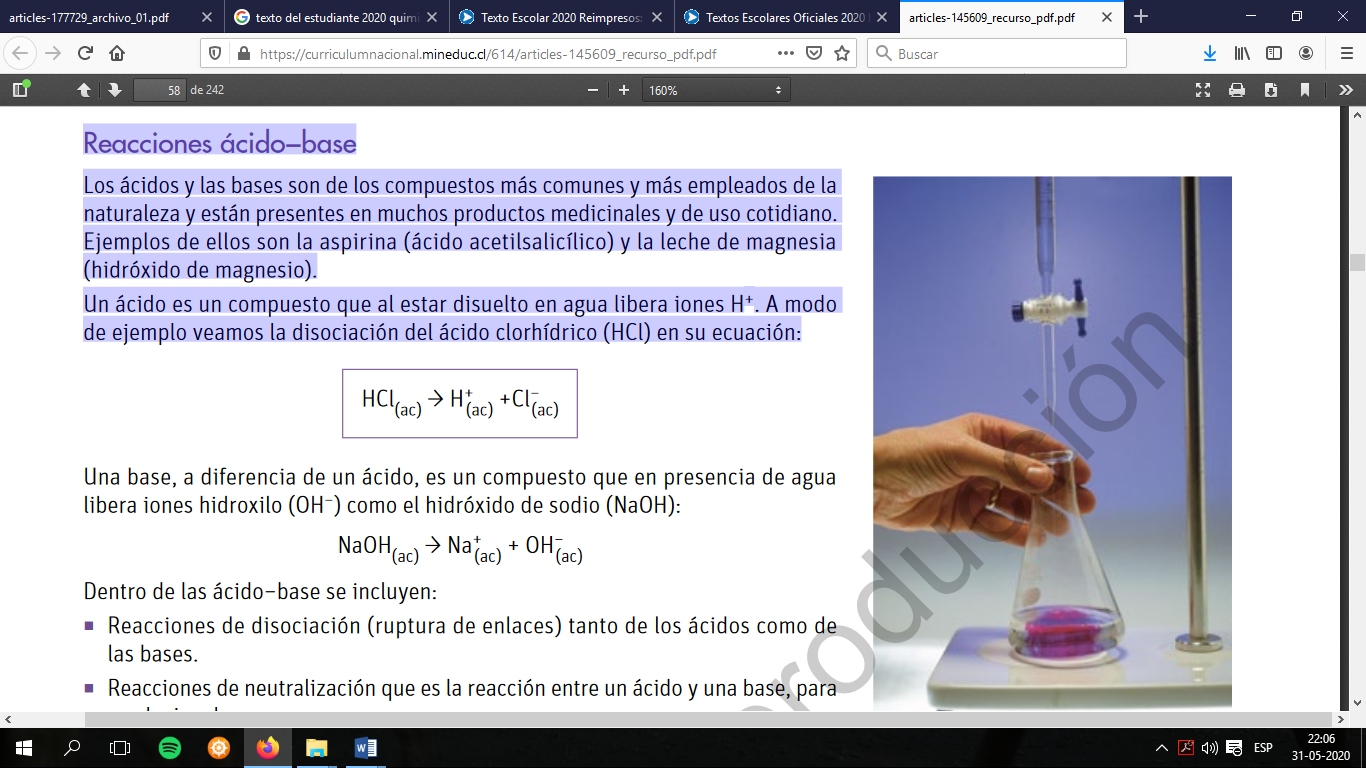 articles-177729_archivo_01.pdf
texto del estudiante 2020 quimi
Texto Escolar 2020 Reimpresos:
Textos Escolares Oficiales 2020
articles-145609_recurso_pdf.pdf
https://curriculumnacional.mineduc.cl/614/articles-145609_recurso_pdf.pdf
Buscar
58 de 242
160%
Reacciones ácido–base
Los ácidos y las bases son de los compuestos más comunes y más empleados de la
naturaleza y están presentes en muchos productos medicinales y de uso cotidiano.
Ejemplos de ellos son la aspirina (ácido acetilsalicílico) y la leche de magnesia
(hidróxido de magnesio).
Un ácido es un compuesto que al estar disuelto en agua libera iones H⁺. A modo
de ejemplo veamos la disociación del ácido clorhídrico (HCl) en su ecuación:
HCl(ac) → H⁺(ac) +Cl⁻(ac)
Una base, a diferencia de un ácido, es un compuesto que en presencia de agua
libera iones hidroxilo (OH⁻) como el hidróxido de sodio (NaOH):
NaOH(ac) → Na⁺(ac) + OH⁻(ac)
Dentro de las ácido–base se incluyen:
■ Reacciones de disociación (ruptura de enlaces) tanto de los ácidos como de
las bases.
■ Reacciones de neutralización que es la reacción entre un ácido y una base, para
ESP
22:06
31-05-2020